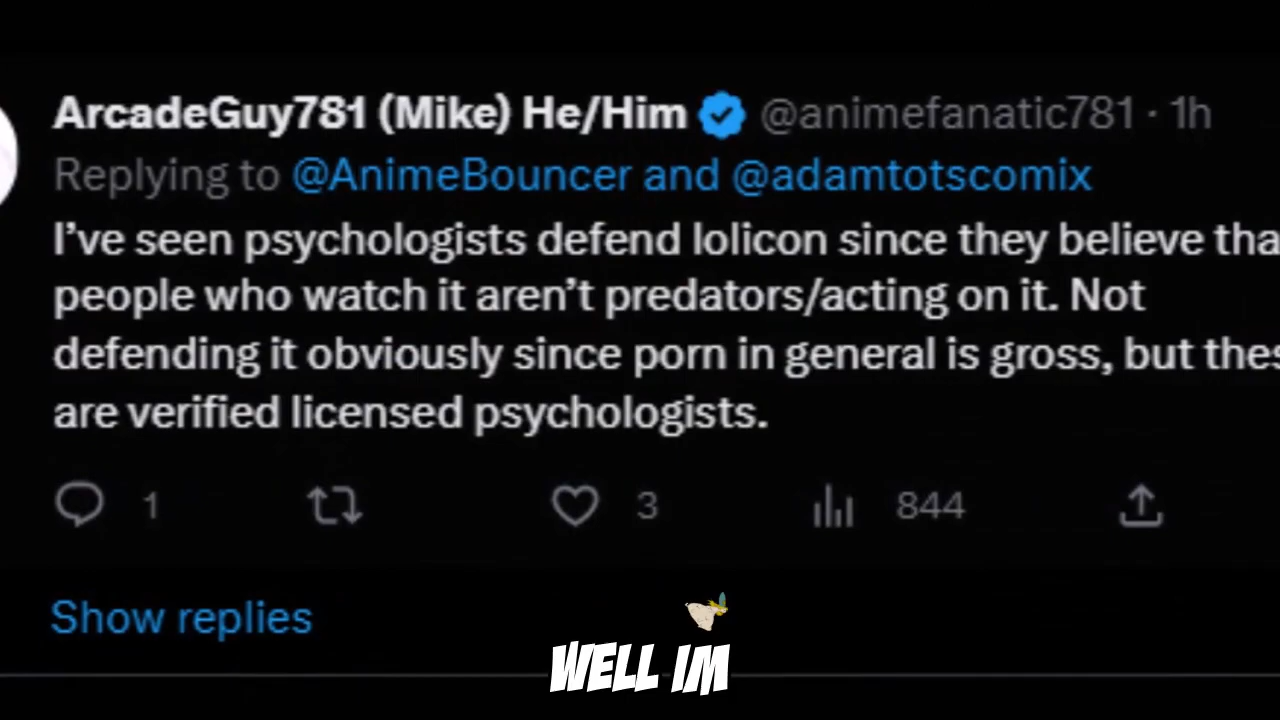 ArcadeGuy781 (Mike) He/Him @animefanatic781 · 1h
Replying to @AnimeBouncer and @adamtotscomix
I've seen psychologists defend lolicon since they believe tha
people who watch it aren't predators/acting on it. Not
defending it obviously since porn in general is gross, but thes
are verified licensed psychologists.
1 3 844
Show replies
WELL IM